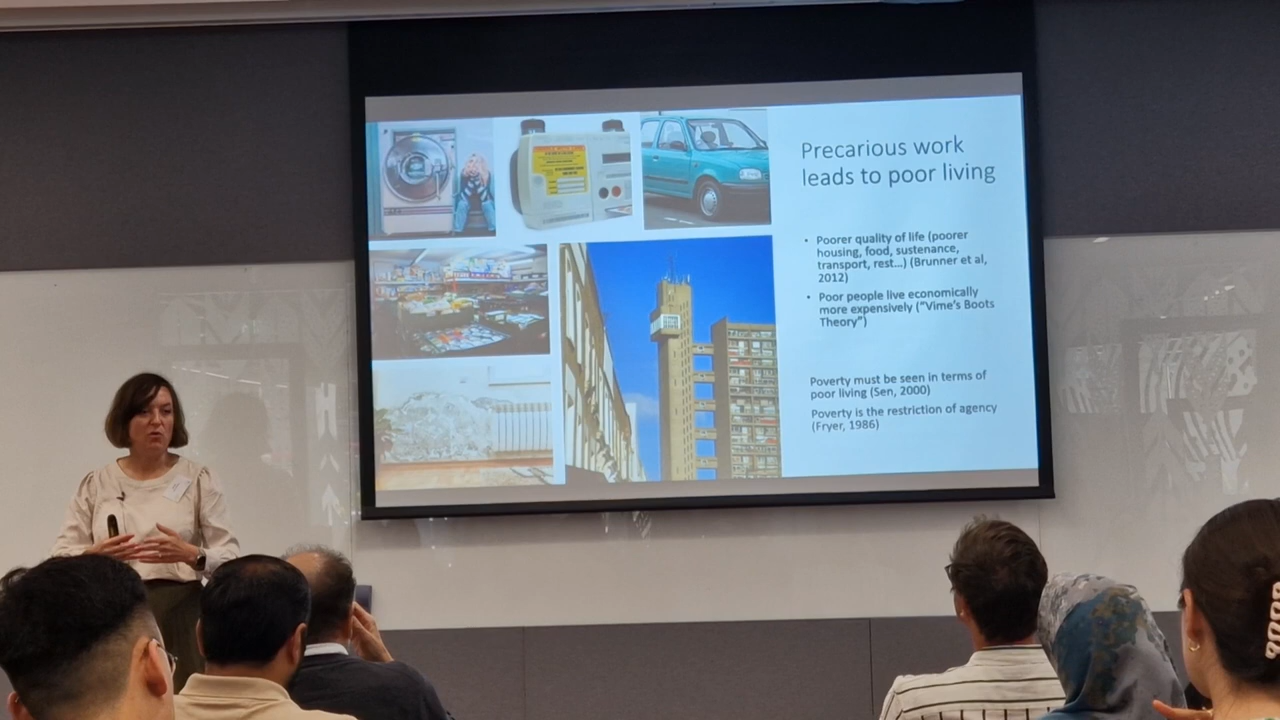 Precarious work
leads to poor living
• Poorer quality of life (poorer
housing, food, sustenance,
transport, rest...) (Brunner et al,
2012)
• Poor people live economically
more expensively ("Vime's Boots
Theory")
Poverty must be seen in terms of
poor living (Sen, 2000)
Poverty is the restriction of agency
(Fryer, 1986)